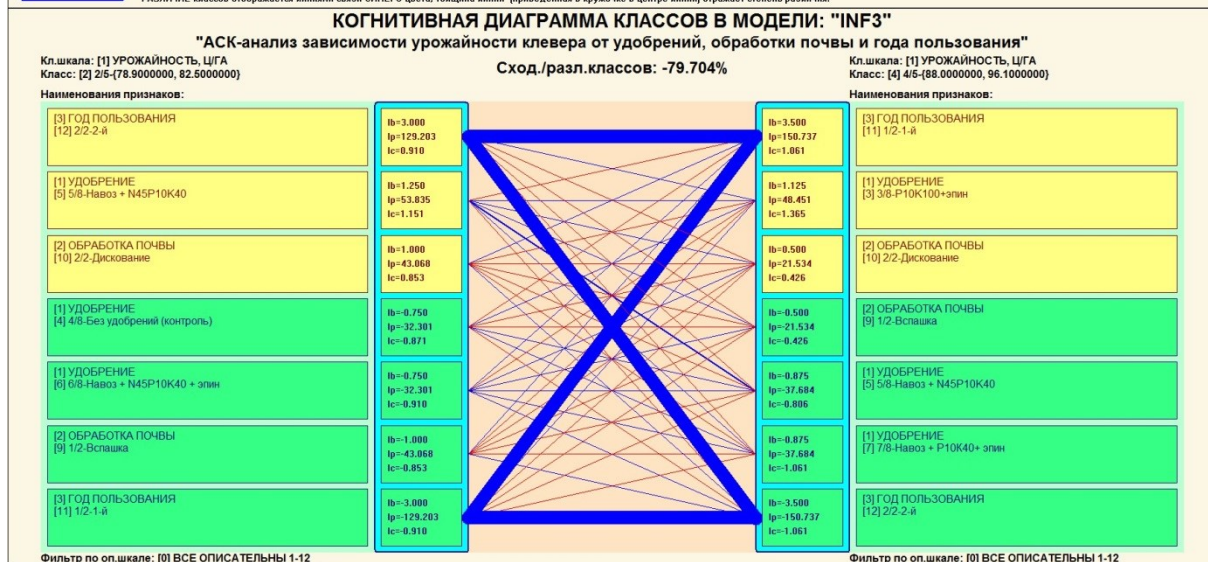 КОГНИТИВНАЯ ДИАГРАММА КЛАССОВ В МОДЕЛИ: "INF3"
"АСК-анализ зависимости урожайности клевера от удобрений, обработки почвы и года пользования"
Кл.шкала: [1] УРОЖАЙНОСТЬ, Ц/ГА
Класс: [2] 2/5-{78.9000000, 82.5000000}
Сход./разл.классов: -79.704%
Кл.шкала: [1] УРОЖАЙНОСТЬ, Ц/ГА
Класс: [4] 4/5-{88.0000000, 96.1000000}
Наименования признаков:
[3] ГОД ПОЛЬЗОВАНИЯ
[12] 2/2-2-й
Ib=3.000
Ip=129.203
Ic=0.910
[1] УДОБРЕНИЕ
[5] 5/8-Навоз + N45P10K40
Ib=1.250
Ip=53.835
Ic=1.151
[2] ОБРАБОТКА ПОЧВЫ
[10] 2/2-Дискование
Ib=1.000
Ip=43.068
Ic=0.853
[1] УДОБРЕНИЕ
[4] 4/8-Без удобрений (контроль)
Ib=-0.750
Ip=-32.301
Ic=-0.871
[1] УДОБРЕНИЕ
[6] 6/8-Навоз + N45P10K40 + эпин
Ib=-0.750
Ip=-32.301
Ic=-0.910
[2] ОБРАБОТКА ПОЧВЫ
[9] 1/2-Вспашка
Ib=-1.000
Ip=-43.068
Ic=-0.853
[3] ГОД ПОЛЬЗОВАНИЯ
[11] 1/2-1-й
Ib=-3.000
Ip=-129.203
Ic=-0.910
Фильтр по оп.шкале: [0] ВСЕ ОПИСАТЕЛЬНЫ 1-12
Наименования признаков:
Ib=3.500
Ip=150.737
Ic=1.061
[3] ГОД ПОЛЬЗОВАНИЯ
[11] 1/2-1-й
Ib=1.125
Ip=48.451
Ic=1.365
[1] УДОБРЕНИЕ
[3] 3/8-P10K100+эпин
Ib=0.500
Ip=21.534
Ic=0.426
[2] ОБРАБОТКА ПОЧВЫ
[10] 2/2-Дискование
Ib=-0.500
Ip=-21.534
Ic=-0.426
[2] ОБРАБОТКА ПОЧВЫ
[9] 1/2-Вспашка
Ib=-0.875
Ip=-37.684
Ic=-0.806
[1] УДОБРЕНИЕ
[5] 5/8-Навоз + N45P10K40
Ib=-0.875
Ip=-37.684
Ic=-1.061
[1] УДОБРЕНИЕ
[7] 7/8-Навоз + P10K40+ эпин
Ib=-3.500
Ip=-150.737
Ic=-1.061
[3] ГОД ПОЛЬЗОВАНИЯ
[12] 2/2-2-й
Фильтр по оп.шкале: [0] ВСЕ ОПИСАТЕЛЬНЫ 1-12